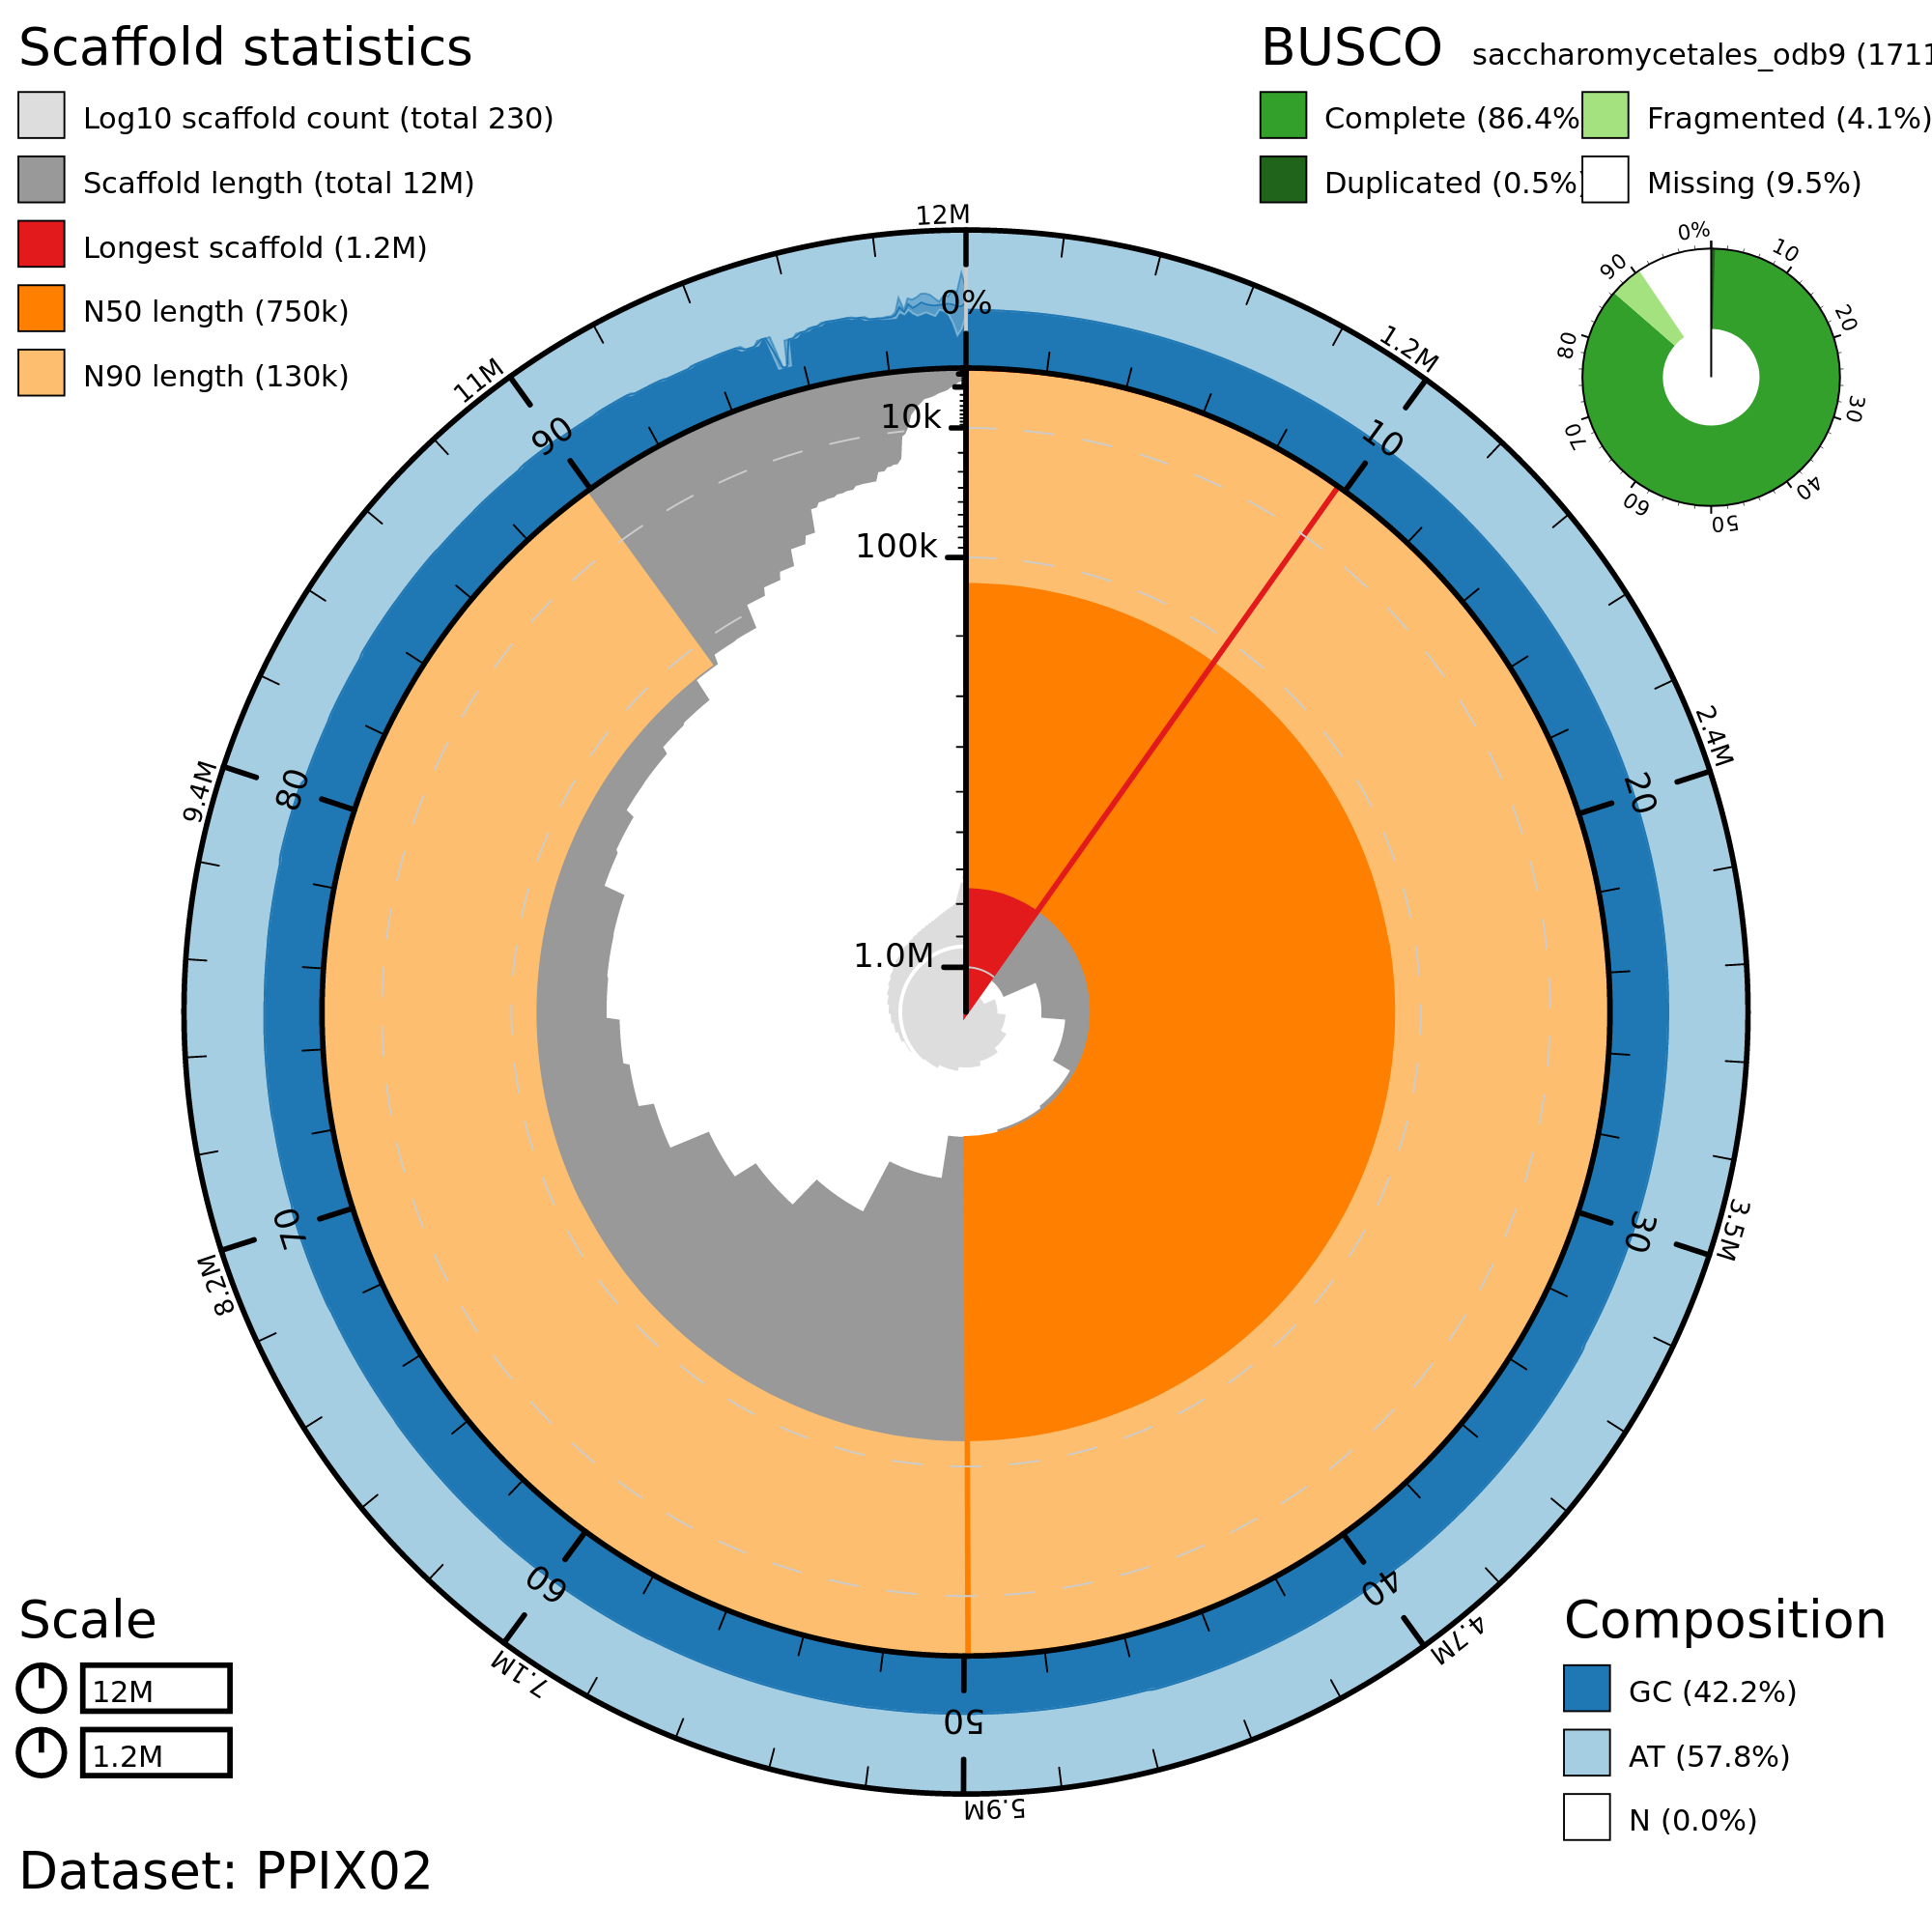 Scaffold statistics
Log10 scaffold count (total 230)
Scaffold length (total 12M)
Longest scaffold (1.2M)
N50 length (750k)
N90 length (130k)
BUSCO saccharomycetales_odb9 (1711
Complete (86.4%
Fragmented (4.1%)
Duplicated (0.5%)
Missing (9.5%)
0%
10
20
30
40
50
60
70
80
90
12M
1.2M
2.4M
3.5M
4.7M
5.9M
7.1M
8.2M
9.4M
11M
0%
10
20
30
40
50
60
70
80
90
10k
100k
1.0M
Scale
12M
1.2M
Composition
GC (42.2%)
AT (57.8%)
N (0.0%)
Dataset: PPIX02